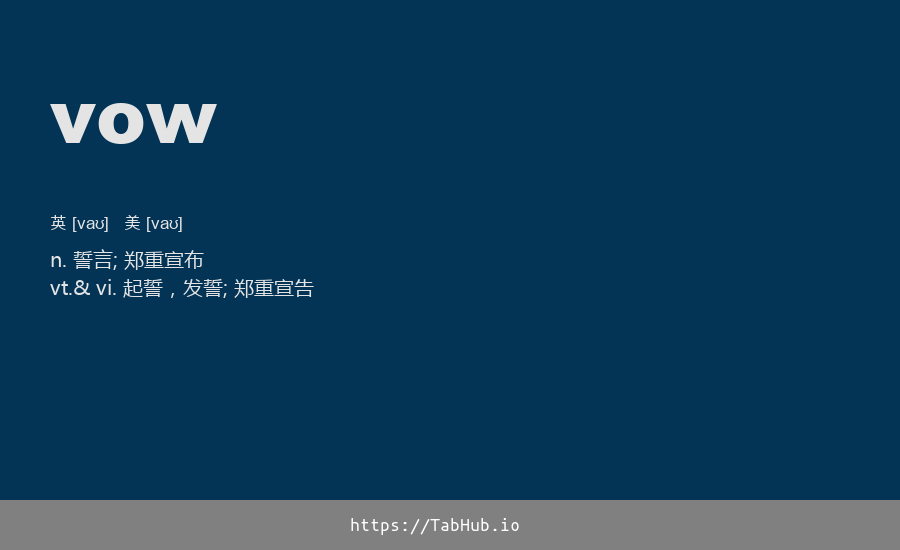 vow
英 [vaʊ] 美 [vaʊ]
n. 誓言; 郑重宣布
vt.& vi. 起誓，发誓; 郑重宣告
https://TabHub.io